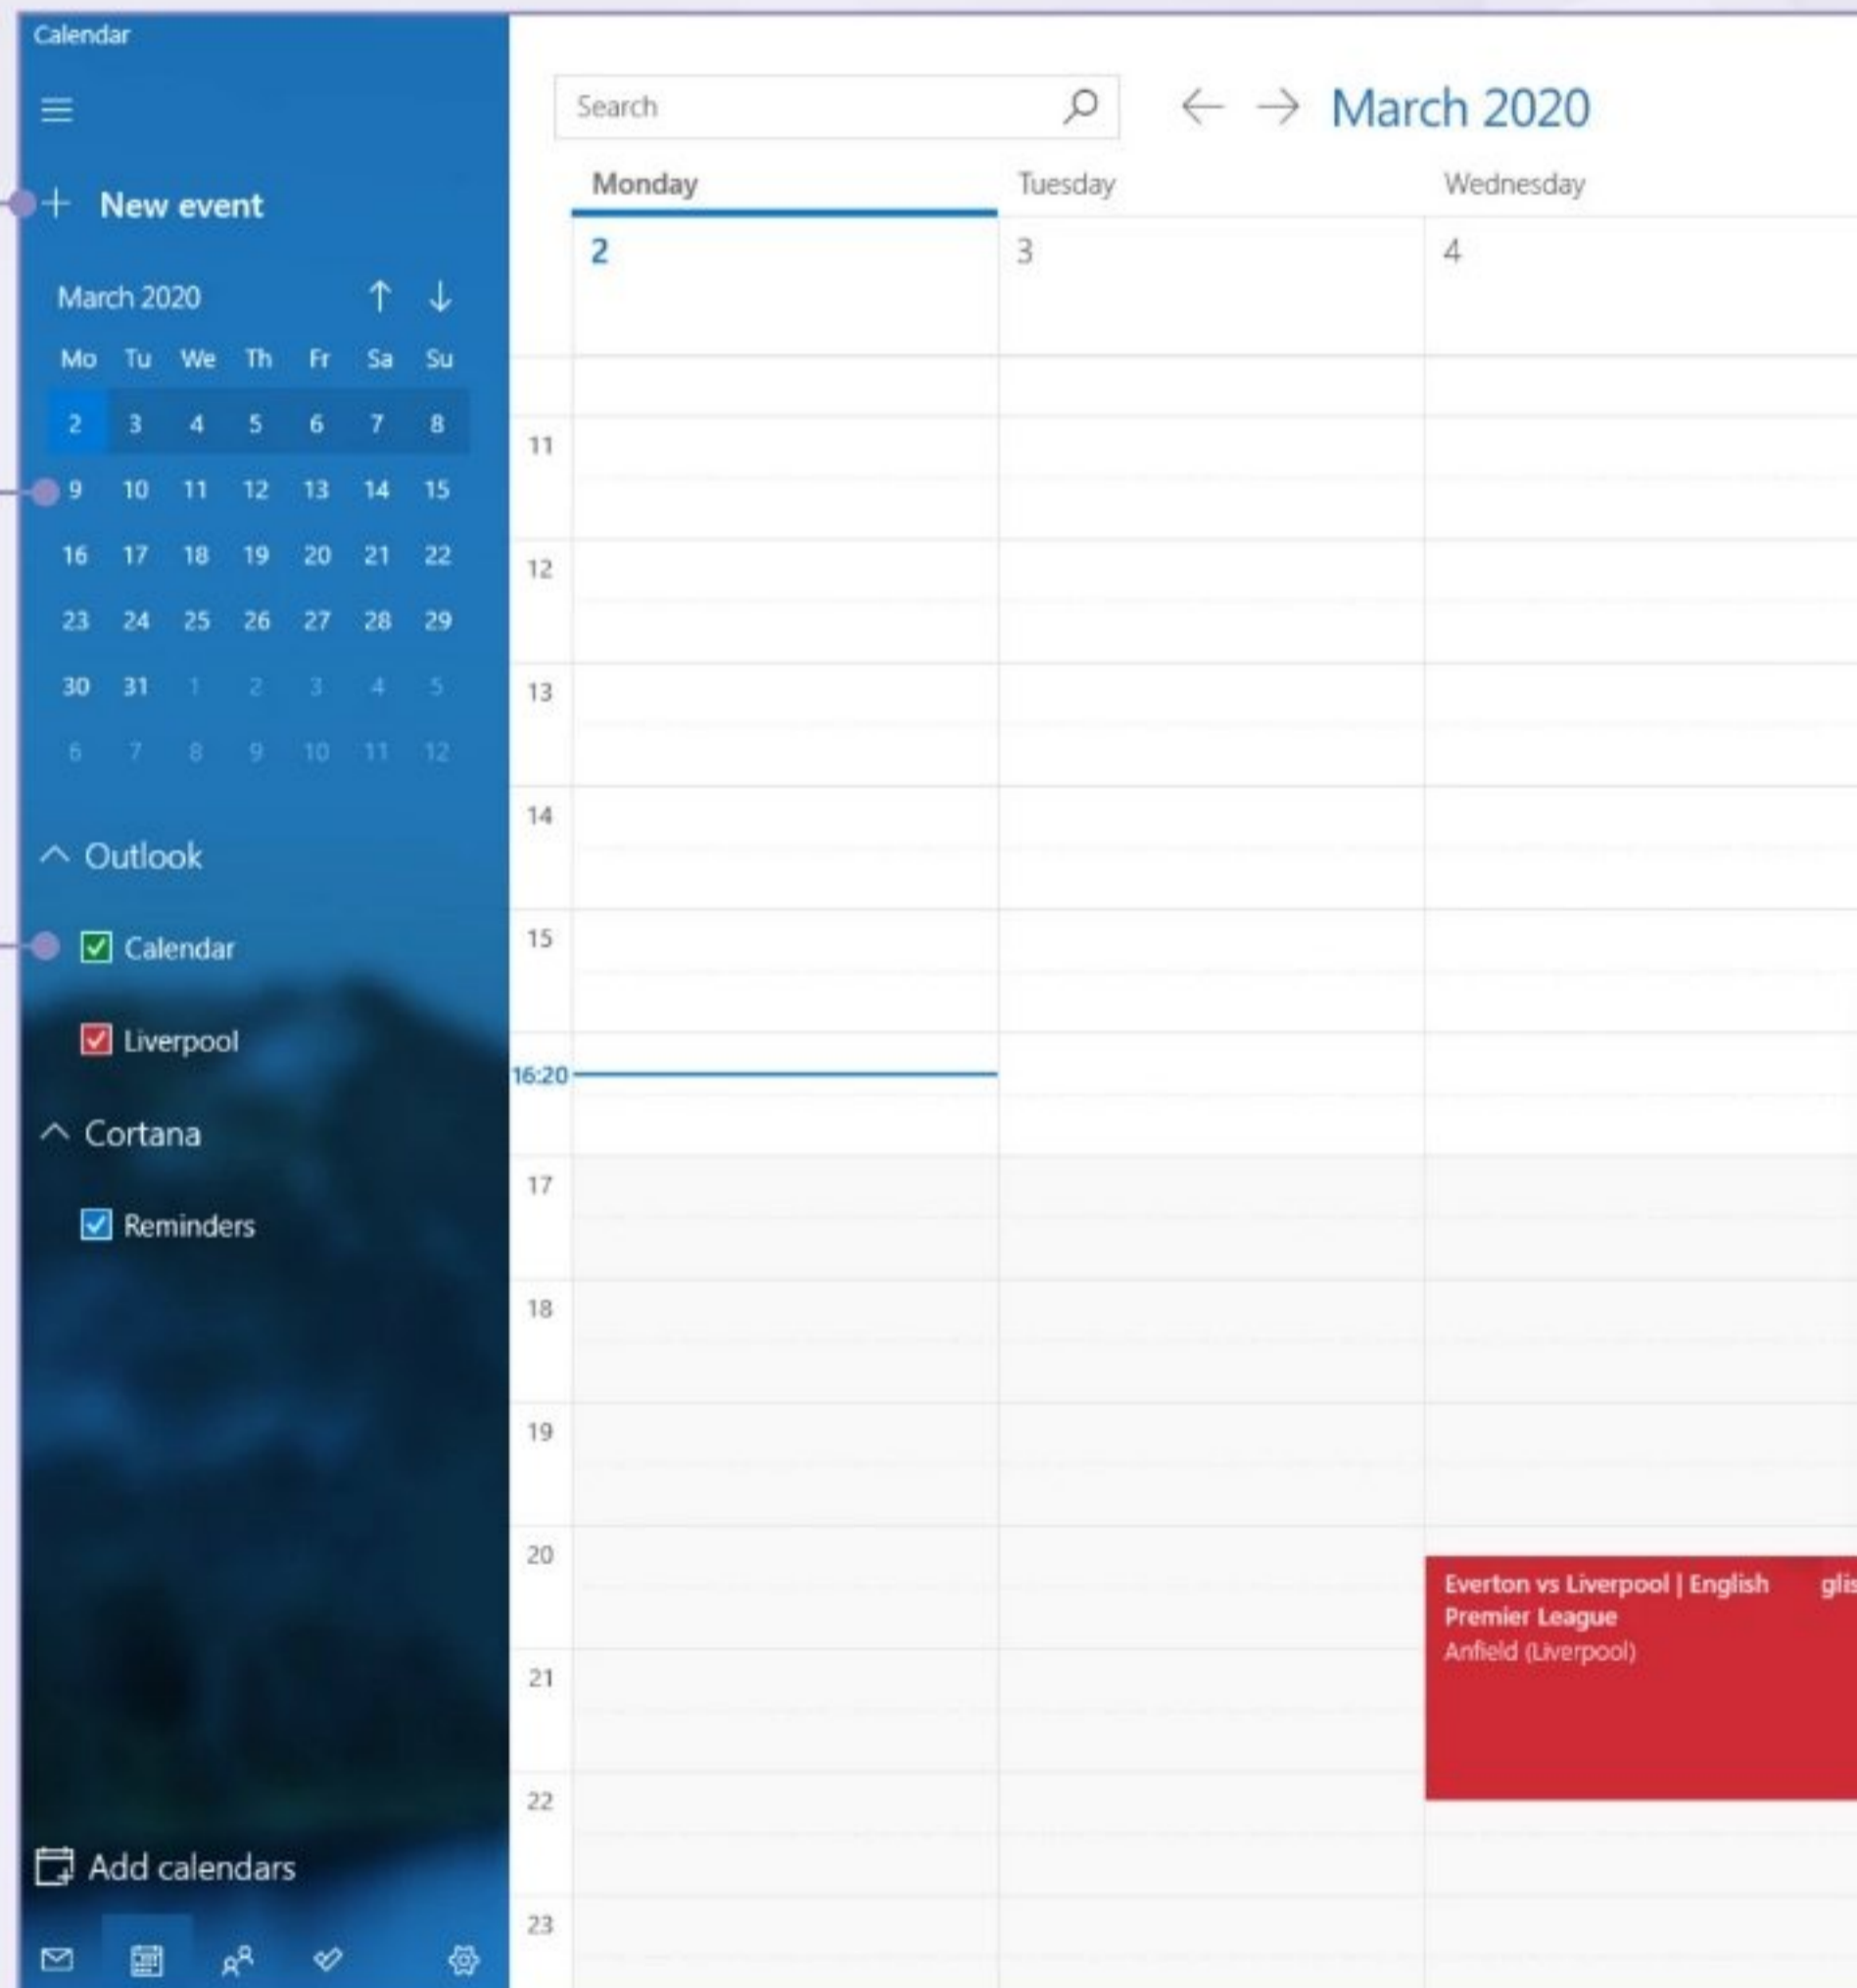 Calendar
New event
March 2020
Mo Tu We Th Fr Sa Su
2 3 4 5 6 7 8
9 10 11 12 13 14 15
16 17 18 19 20 21 22
23 24 25 26 27 28 29
30 31 1 2 3 4 5
6 7 8 9 10 11 12
Outlook
Calendar
Liverpool
Cortana
Reminders
Add calendars
Search
March 2020
Monday Tuesday Wednesday
2 3 4
11
12
13
14
15
16:20
17
18
19
20
Everton vs Liverpool | English glis
Premier League
Anfield (Liverpool)
21
22
23